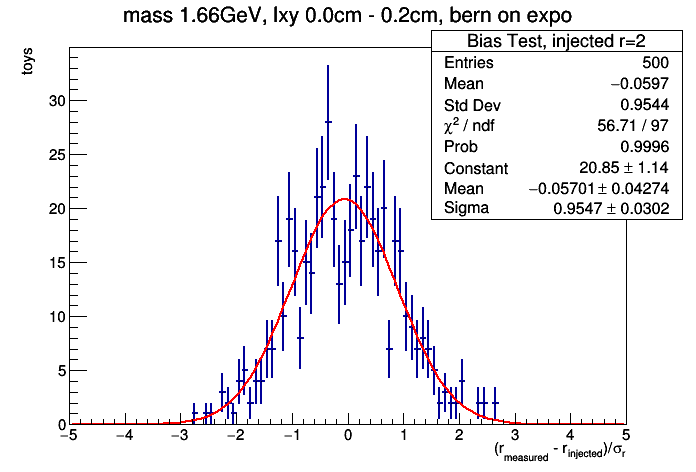 mass 1.66GeV, lxy 0.0cm - 0.2cm, bern on expo
Bias Test, injected r=2
Entries 500
Mean −0.0597
Std Dev 0.9544
χ² / ndf 56.71 / 97
Prob 0.9996
Constant 20.85 ± 1.14
Mean −0.05701 ± 0.04274
Sigma 0.9547 ± 0.0302
toys
30
25
20
15
10
5
0
−5 −4 −3 −2 −1 0 1 2 3 4 5
(r_measured - r_injected)/σ_r